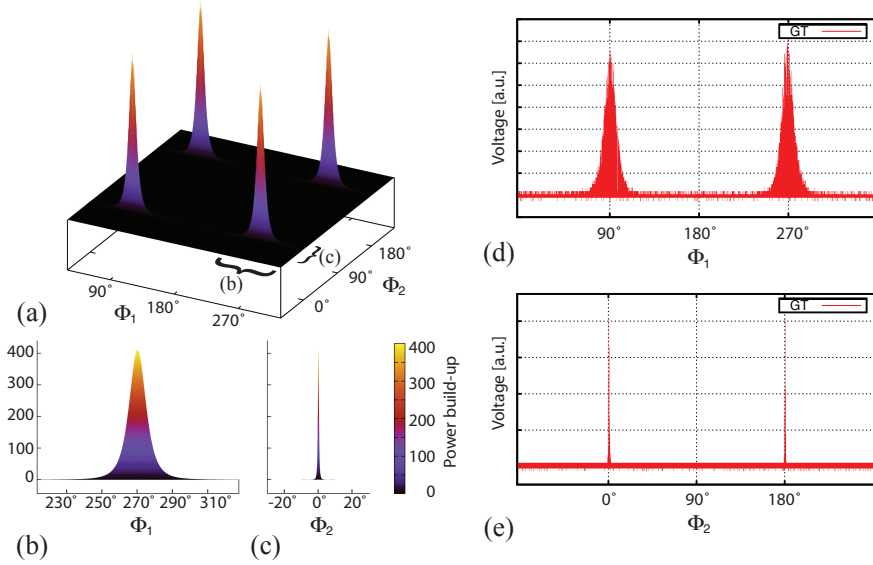 90°
180°
270°
Φ1
0°
90°
180°
Φ2
(b)
(c)
(a)
400
300
200
100
0
230°
250°
270°
290°
310°
Φ1
(b)
-20°
0°
20°
Φ2
(c)
400
300
200
100
0
Power build-up
GT
Voltage [a.u.]
90°
180°
270°
Φ1
(d)
GT
Voltage [a.u.]
0°
90°
180°
Φ2
(e)